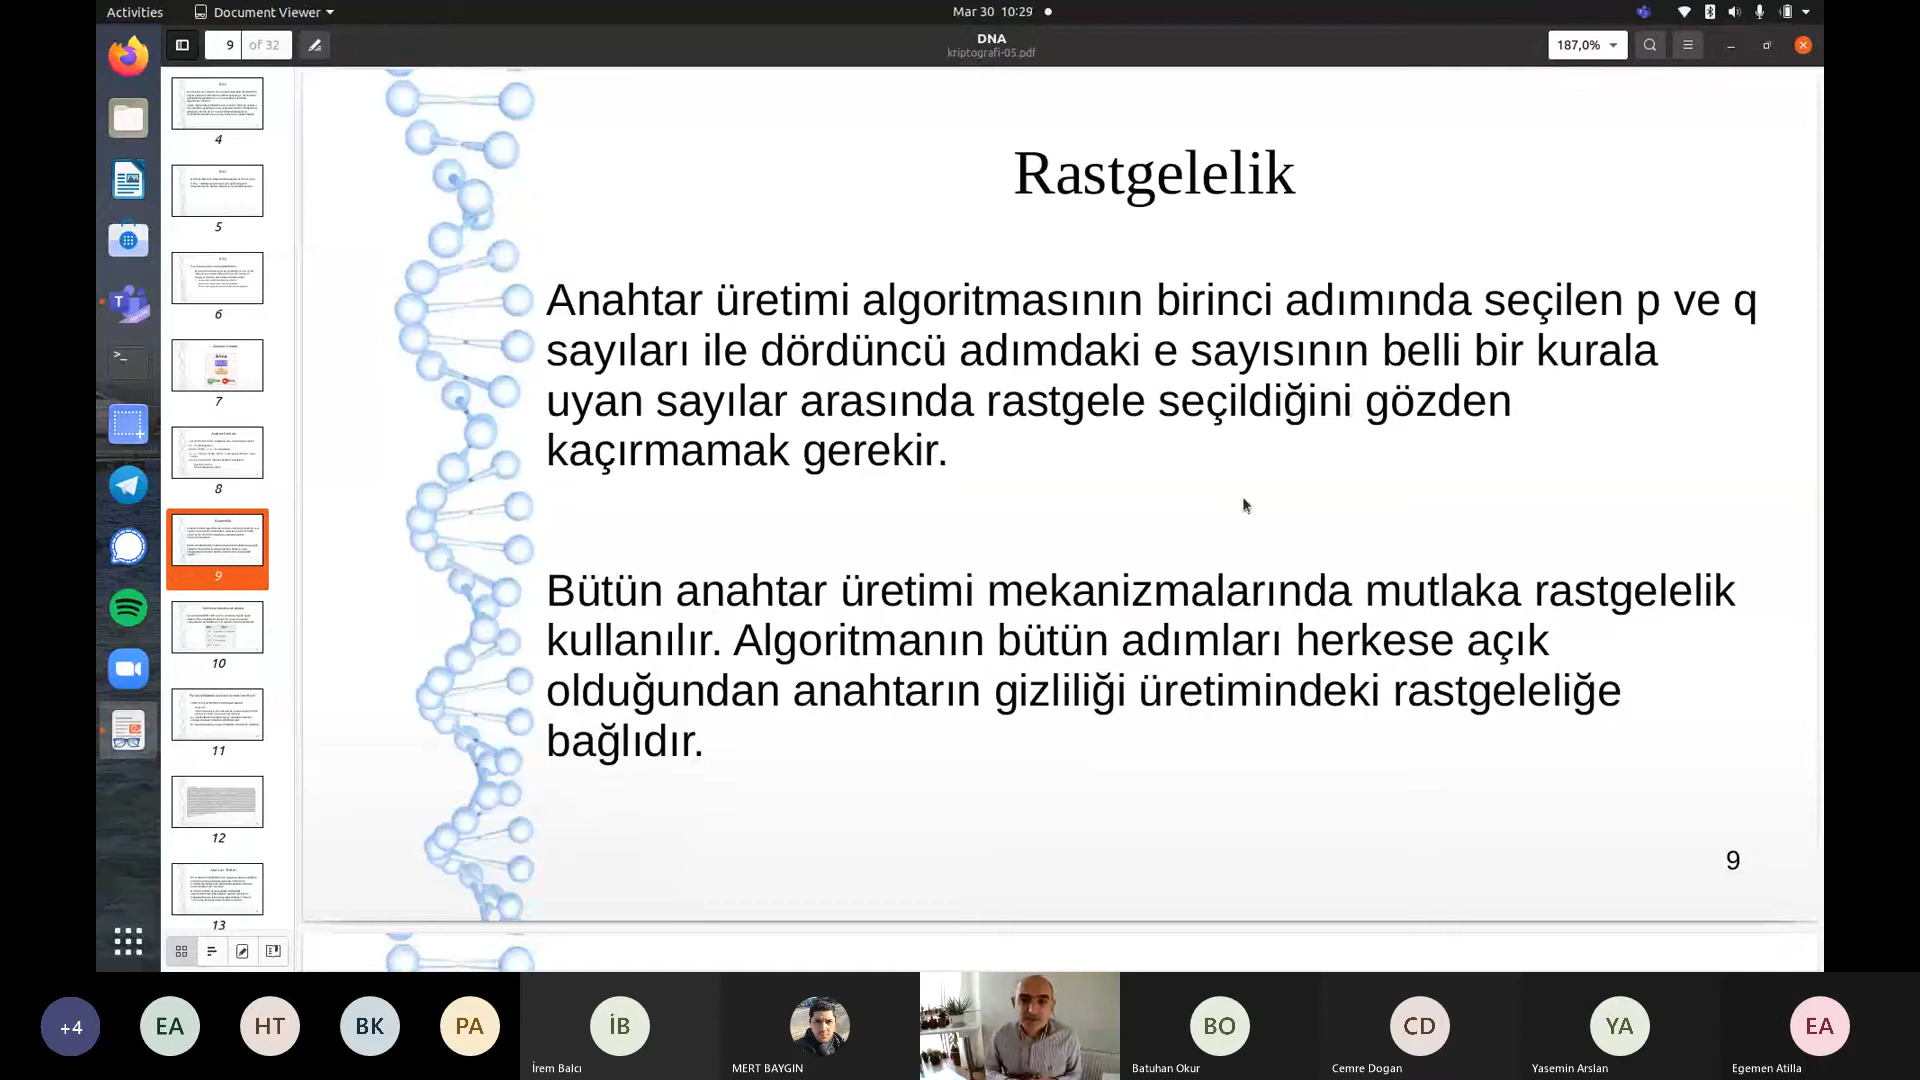 Activities
Document Viewer
Mar 30 10:29
9 of 32
DNA
kriptografi-05.pdf
187,0%
4
5
6
7
8
9
10
11
12
13
Rastgelelik
Anahtar üretimi algoritmasının birinci adımında seçilen p ve q
sayıları ile dördüncü adımdaki e sayısının belli bir kurala
uyan sayılar arasında rastgele seçildiğini gözden
kaçırmamak gerekir.
Bütün anahtar üretimi mekanizmalarında mutlaka rastgelelik
kullanılır. Algoritmanın bütün adımları herkese açık
olduğundan anahtarın gizliliği üretimindeki rastgeleliğe
bağlıdır.
9
+4
EA
HT
BK
PA
İB
İrem Balcı
MERT BAYGIN
BO
Batuhan Okur
CD
Cemre Dogan
YA
Yasemin Arslan
EA
Egemen Atilla